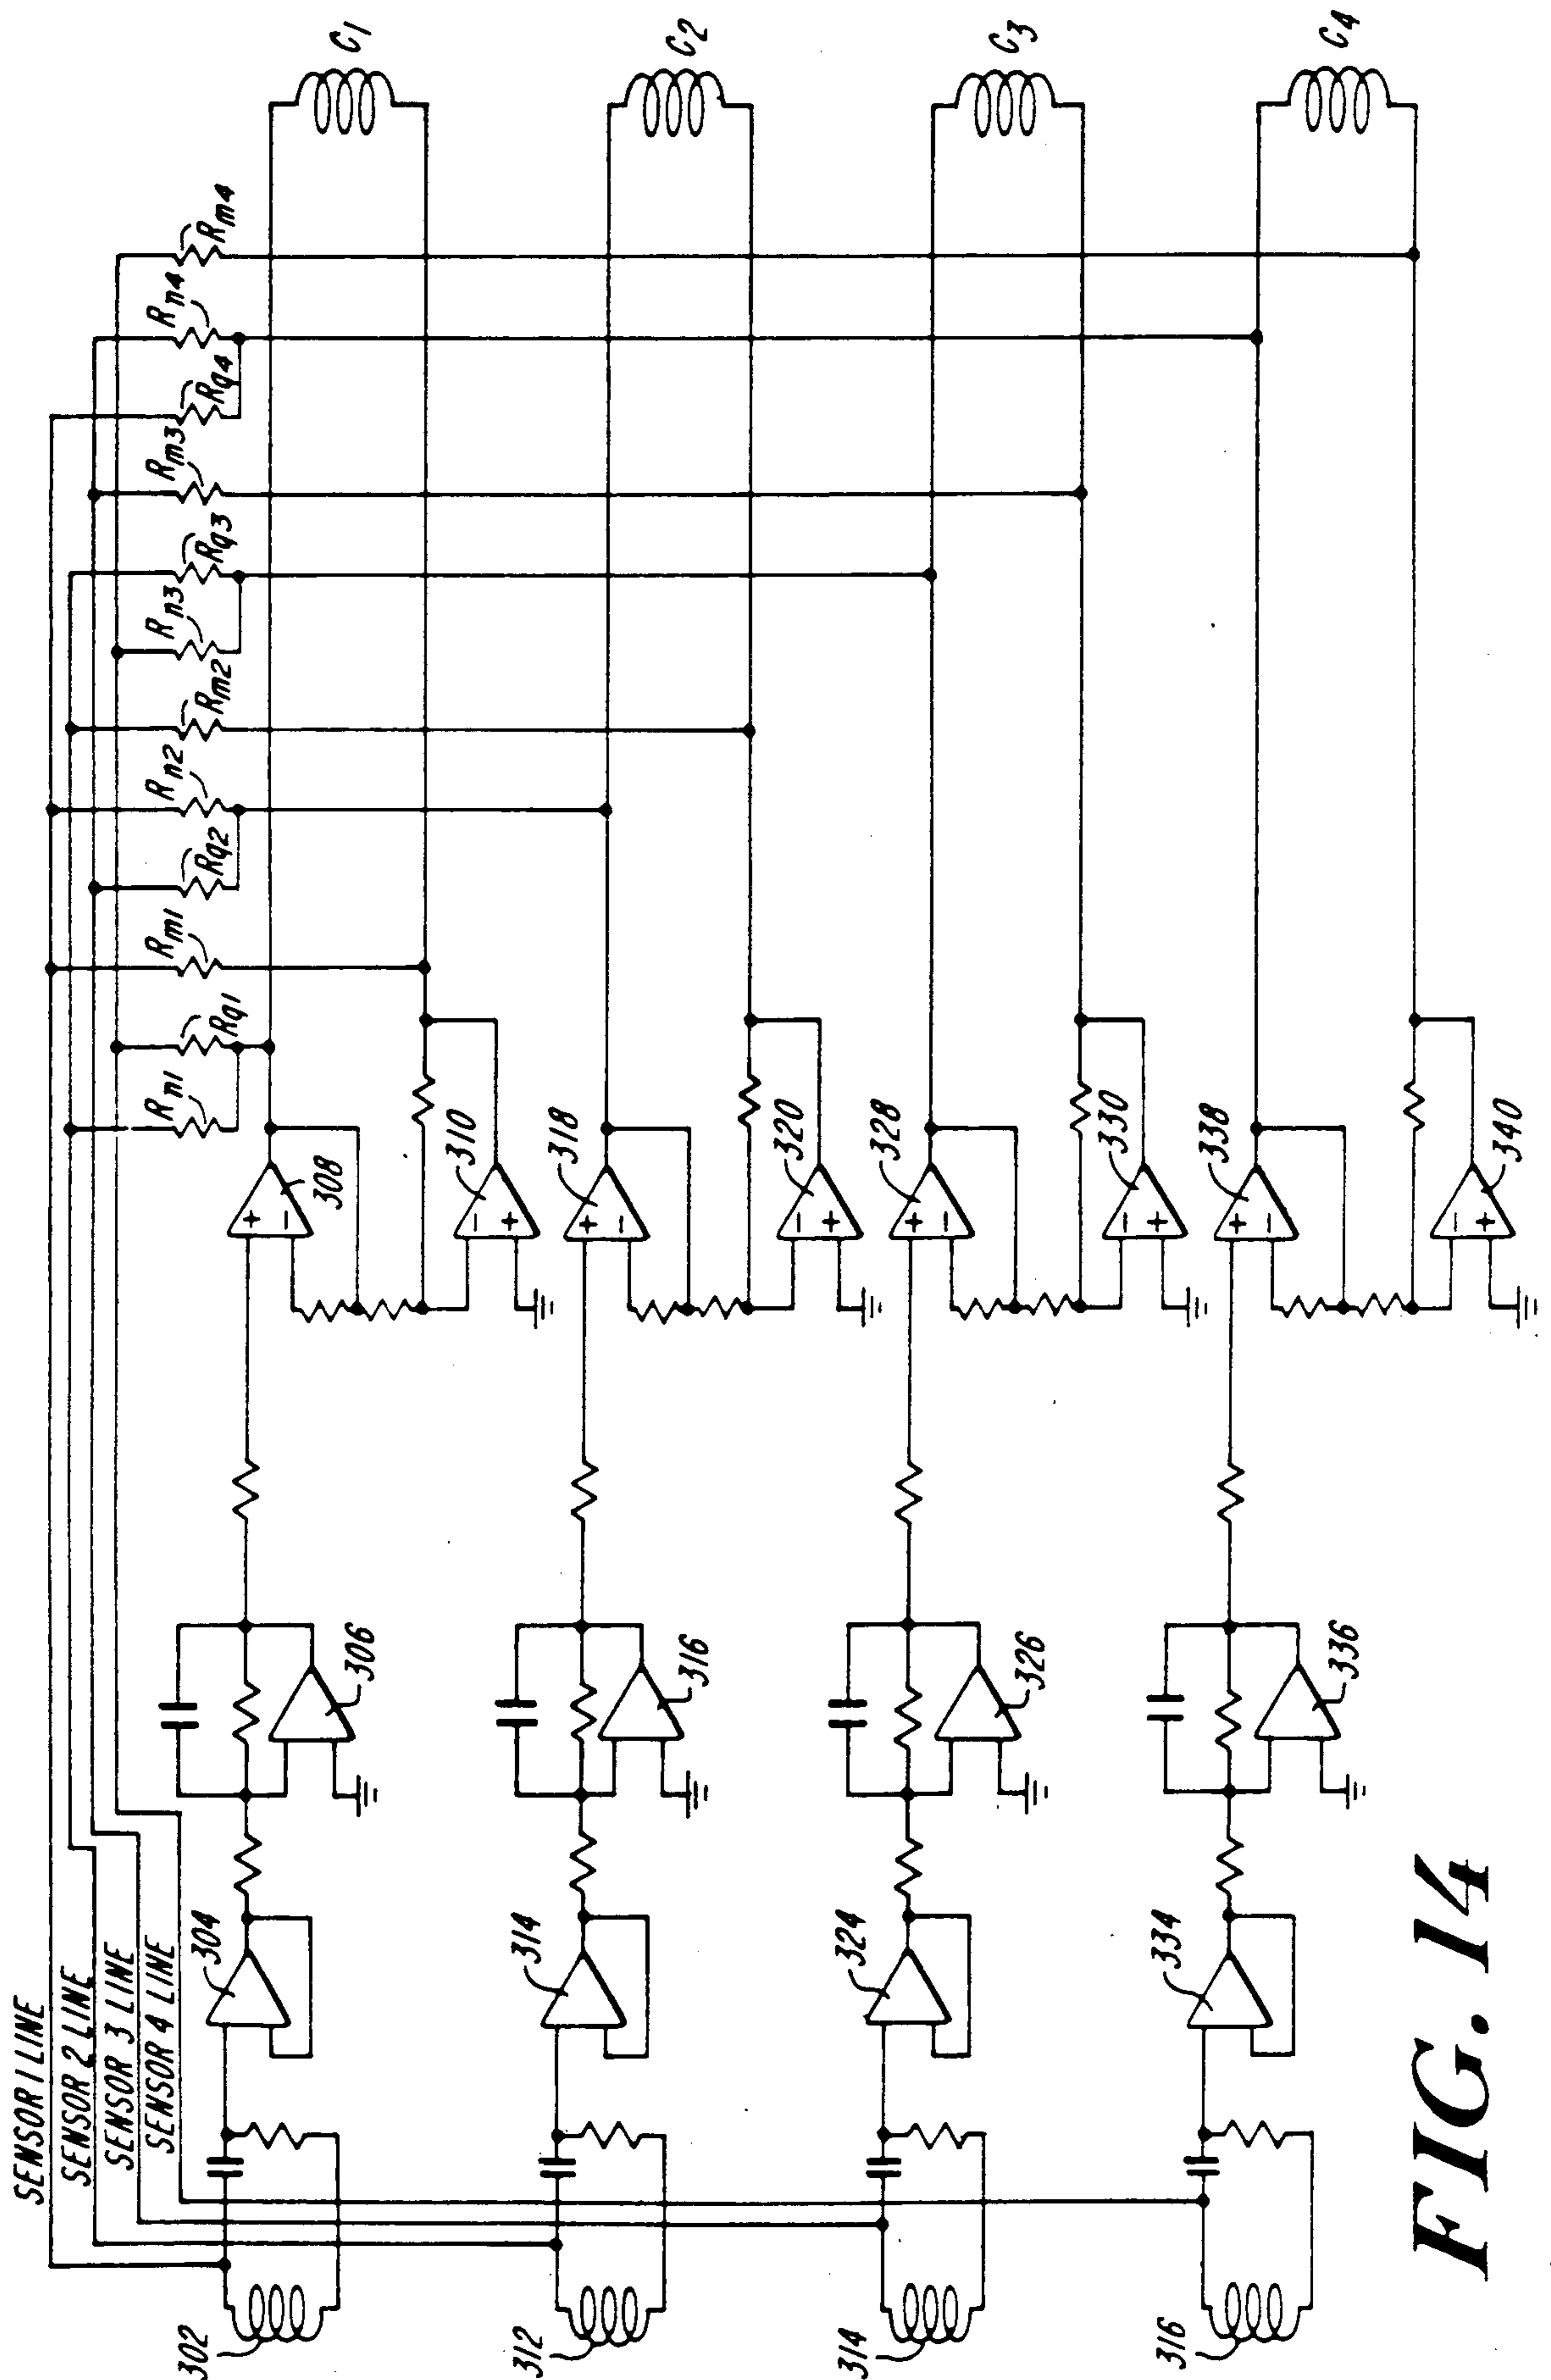 SENSOR 1 LINE
SENSOR 2 LINE
SENSOR 3 LINE
SENSOR 4 LINE
Rn1
Rq1
Rm1
Rq2
Rn2
Rm2
Rn3
Rq3
Rm3
Rq4
Rn4
Rm4
302
304
306
+
−
308
−
+
310
C1
312
314
316
+
−
318
−
+
320
C2
314
324
326
+
−
328
−
+
330
C3
316
334
336
+
−
338
−
+
340
C4
FIG. 14